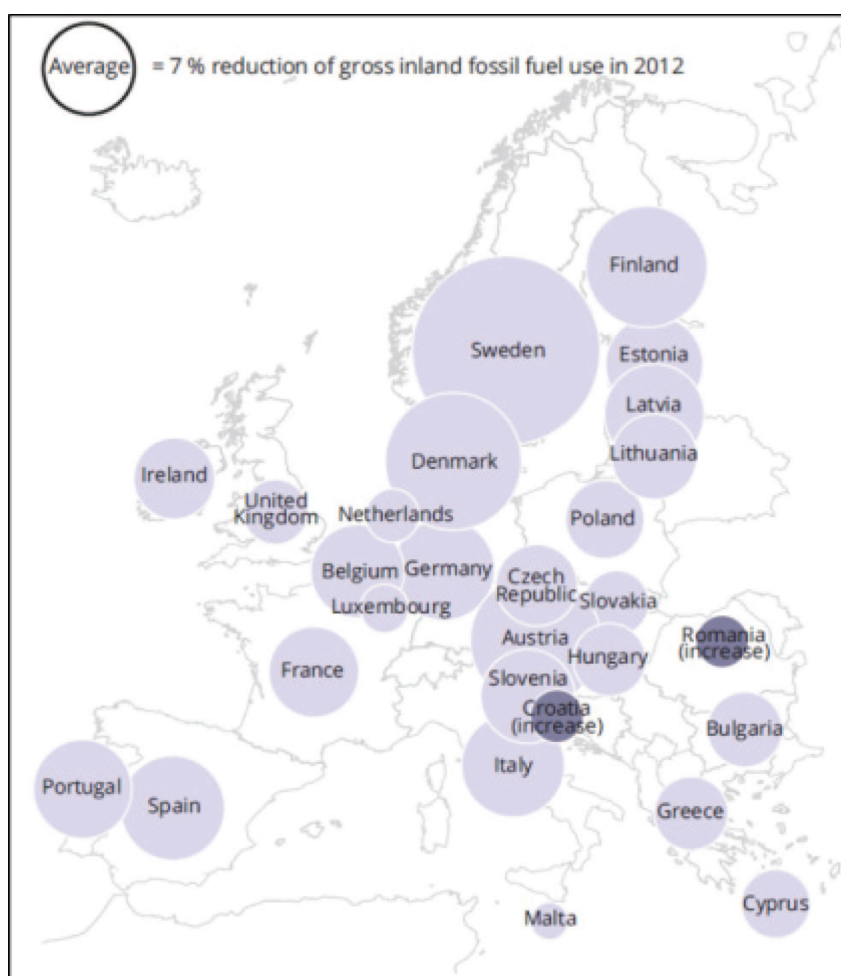 Average = 7 % reduction of gross inland fossil fuel use in 2012
Finland
Sweden
Estonia
Latvia
Lithuania
Denmark
Ireland
United
Kingdom
Netherlands
Poland
Belgium
Germany
Czech
Republic
Slovakia
Luxembourg
Austria
Hungary
Romania
(increase)
France
Slovenia
Croatia
(increase)
Bulgaria
Italy
Portugal
Spain
Greece
Cyprus
Malta